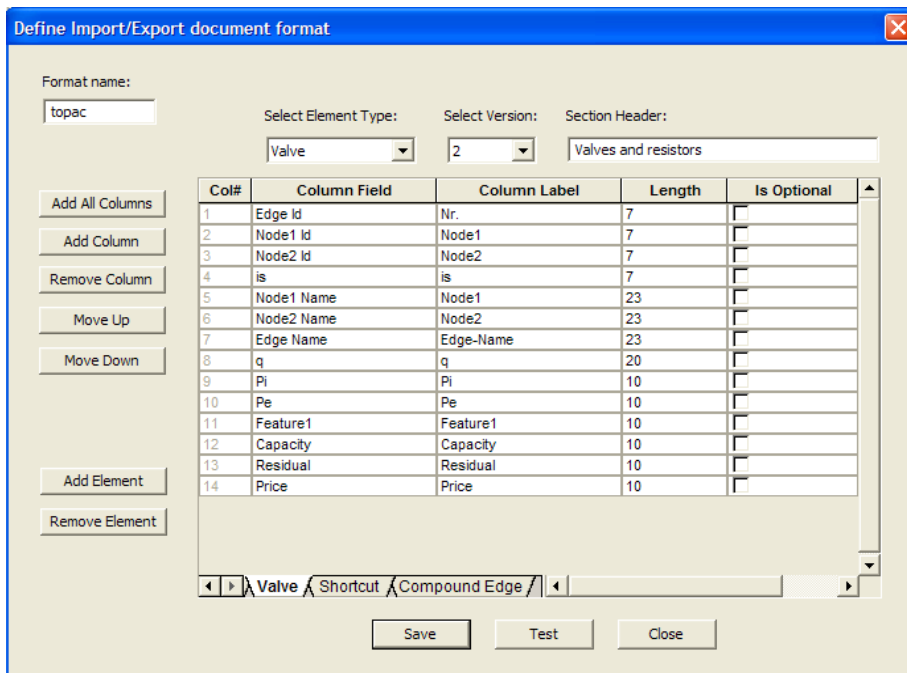 Define Import/Export document format
Format name:
topac
Select Element Type: Select Version: Section Header:
Valve 2 Valves and resistors
Add All Columns
Add Column
Remove Column
Move Up
Move Down
Add Element
Remove Element
Col# Column Field Column Label Length Is Optional
1 Edge Id Nr. 7
2 Node1 Id Node1 7
3 Node2 Id Node2 7
4 is is 7
5 Node1 Name Node1 23
6 Node2 Name Node2 23
7 Edge Name Edge-Name 23
8 q q 20
9 Pi Pi 10
10 Pe Pe 10
11 Feature1 Feature1 10
12 Capacity Capacity 10
13 Residual Residual 10
14 Price Price 10
Valve Shortcut Compound Edge
Save Test Close